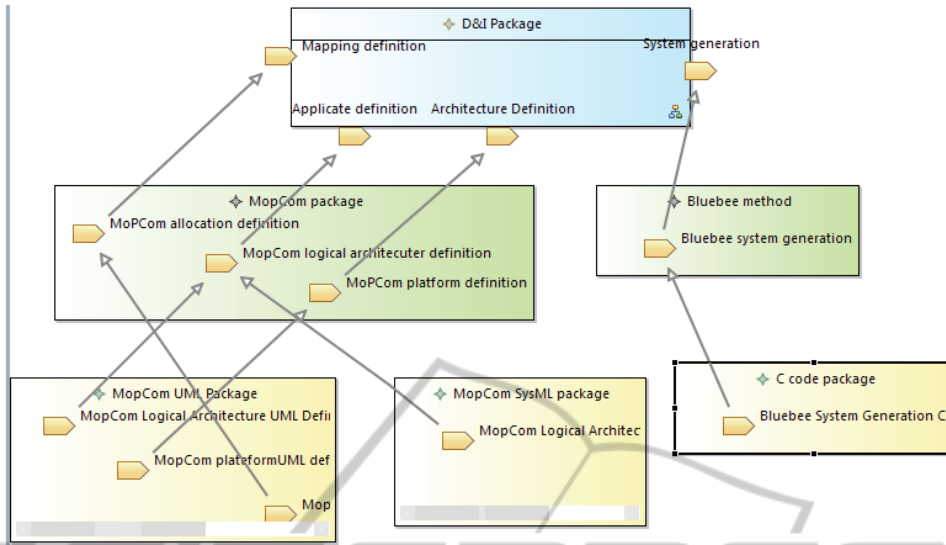 D&I Package
Mapping definition
System generation
Applicate definition
Architecture Definition
MopCom package
MoPCom allocation definition
MopCom logical architecuter definition
MoPCom platform definition
Bluebee method
Bluebee system generation
MopCom UML Package
MopCom Logical Architecture UML Defi
MopCom plateformUML def
Mop
MopCom SysML package
MopCom Logical Architec
C code package
Bluebee System Generation C